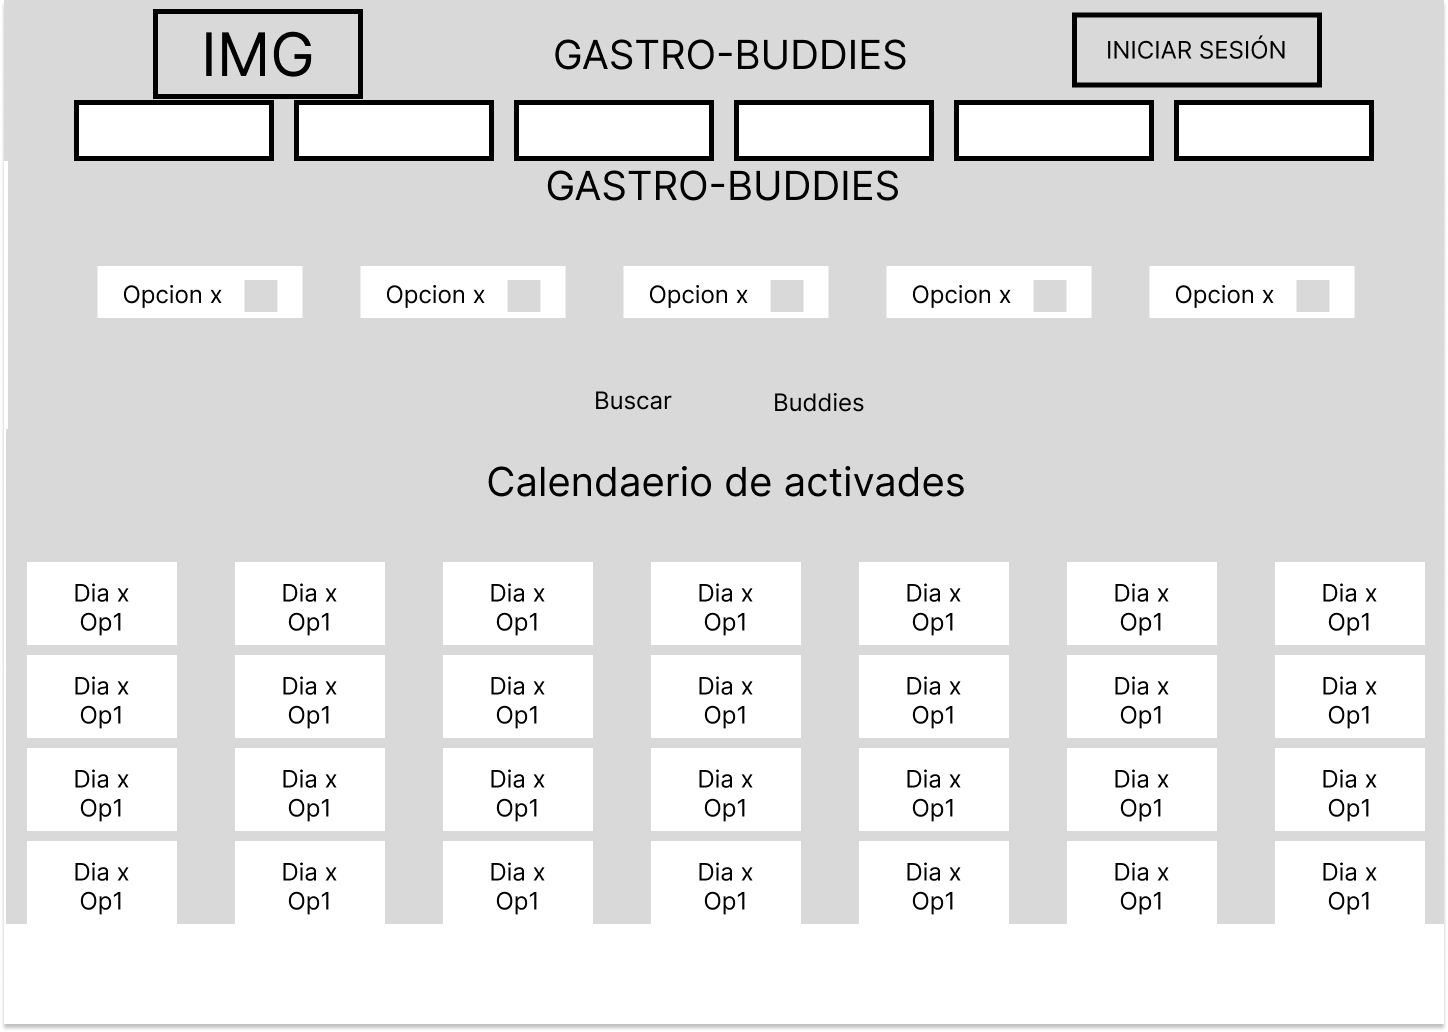 IMG
GASTRO-BUDDIES
INICIAR SESIÓN
GASTRO-BUDDIES
Opcion x
Opcion x
Opcion x
Opcion x
Opcion x
Buscar
Buddies
Calendaerio de activades
Dia x
Op1
Dia x
Op1
Dia x
Op1
Dia x
Op1
Dia x
Op1
Dia x
Op1
Dia x
Op1
Dia x
Op1
Dia x
Op1
Dia x
Op1
Dia x
Op1
Dia x
Op1
Dia x
Op1
Dia x
Op1
Dia x
Op1
Dia x
Op1
Dia x
Op1
Dia x
Op1
Dia x
Op1
Dia x
Op1
Dia x
Op1
Dia x
Op1
Dia x
Op1
Dia x
Op1
Dia x
Op1
Dia x
Op1
Dia x
Op1
Dia x
Op1